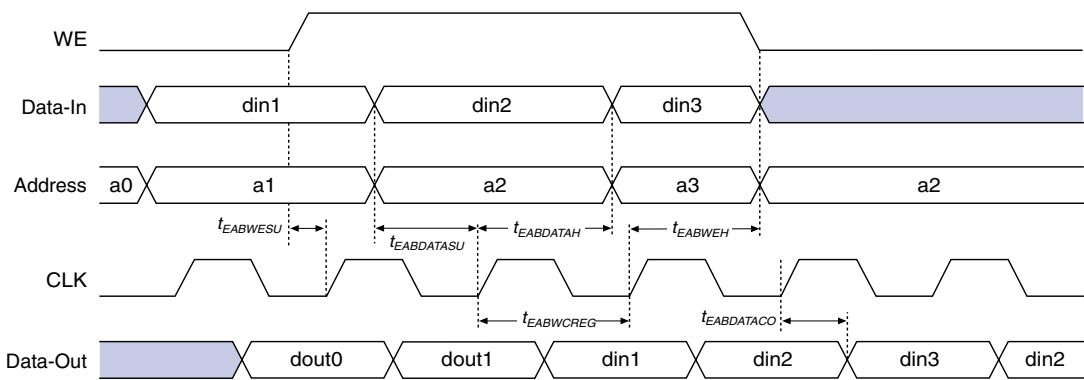 WE
Data-In din1 din2 din3
Address a0 a1 a2 a3 a2
tEABWESU tEABDATASU tEABDATAH tEABWEH
CLK
tEABWCREG tEABDATACO
Data-Out dout0 dout1 din1 din2 din3 din2